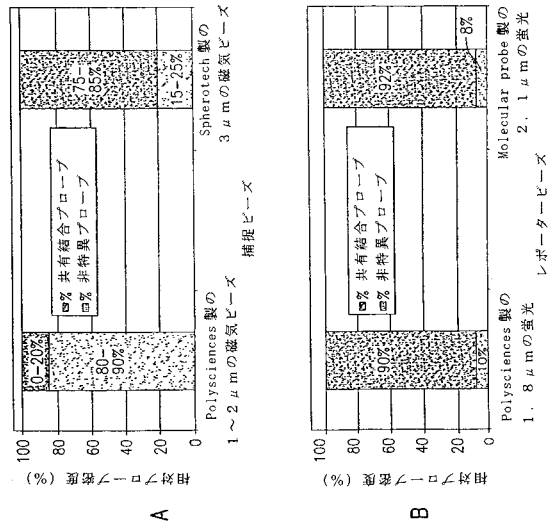 A
相対プローブ密度 (%)
100
80
60
40
20
0
10-20%
80-
90%
75-
85%
15-25%
% 共有結合プローブ
% 非特異プローブ
Polysciences 製の
1～2μmの磁気ビーズ
Spherotech 製の
3μmの磁気ビーズ
捕捉ビーズ
B
相対プローブ密度 (%)
100
80
60
40
20
0
90%
10%
92%
8%
% 共有結合プローブ
% 非特異プローブ
Polysciences 製の
1．8μmの蛍光
Molecular probe 製の
2．1μmの蛍光
レポータービーズ